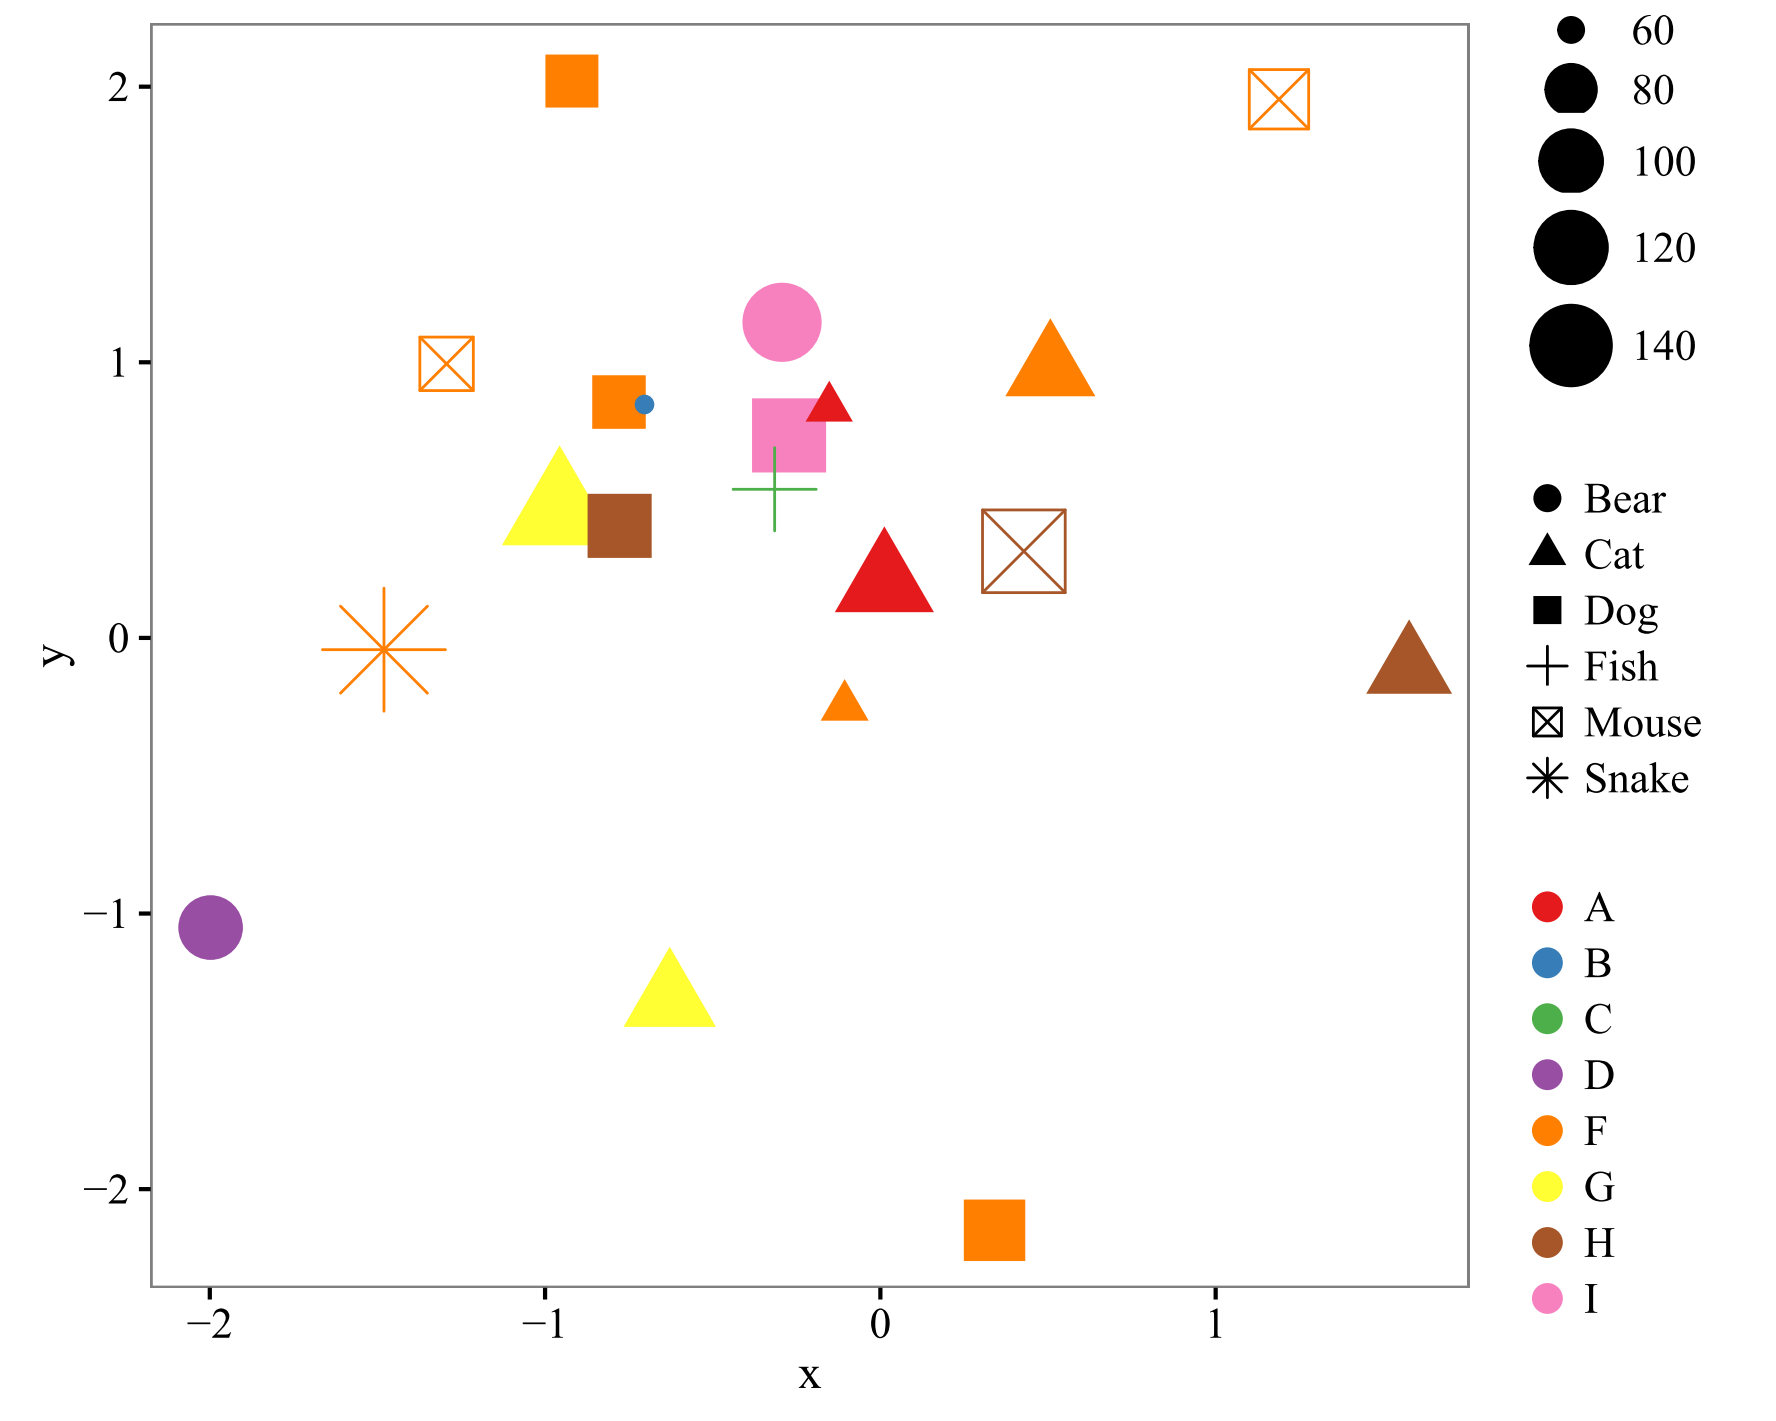 2
1
0
−1
−2
y
−2
−1
0
1
x
60
80
100
120
140
Bear
Cat
Dog
Fish
Mouse
Snake
A
B
C
D
F
G
H
I